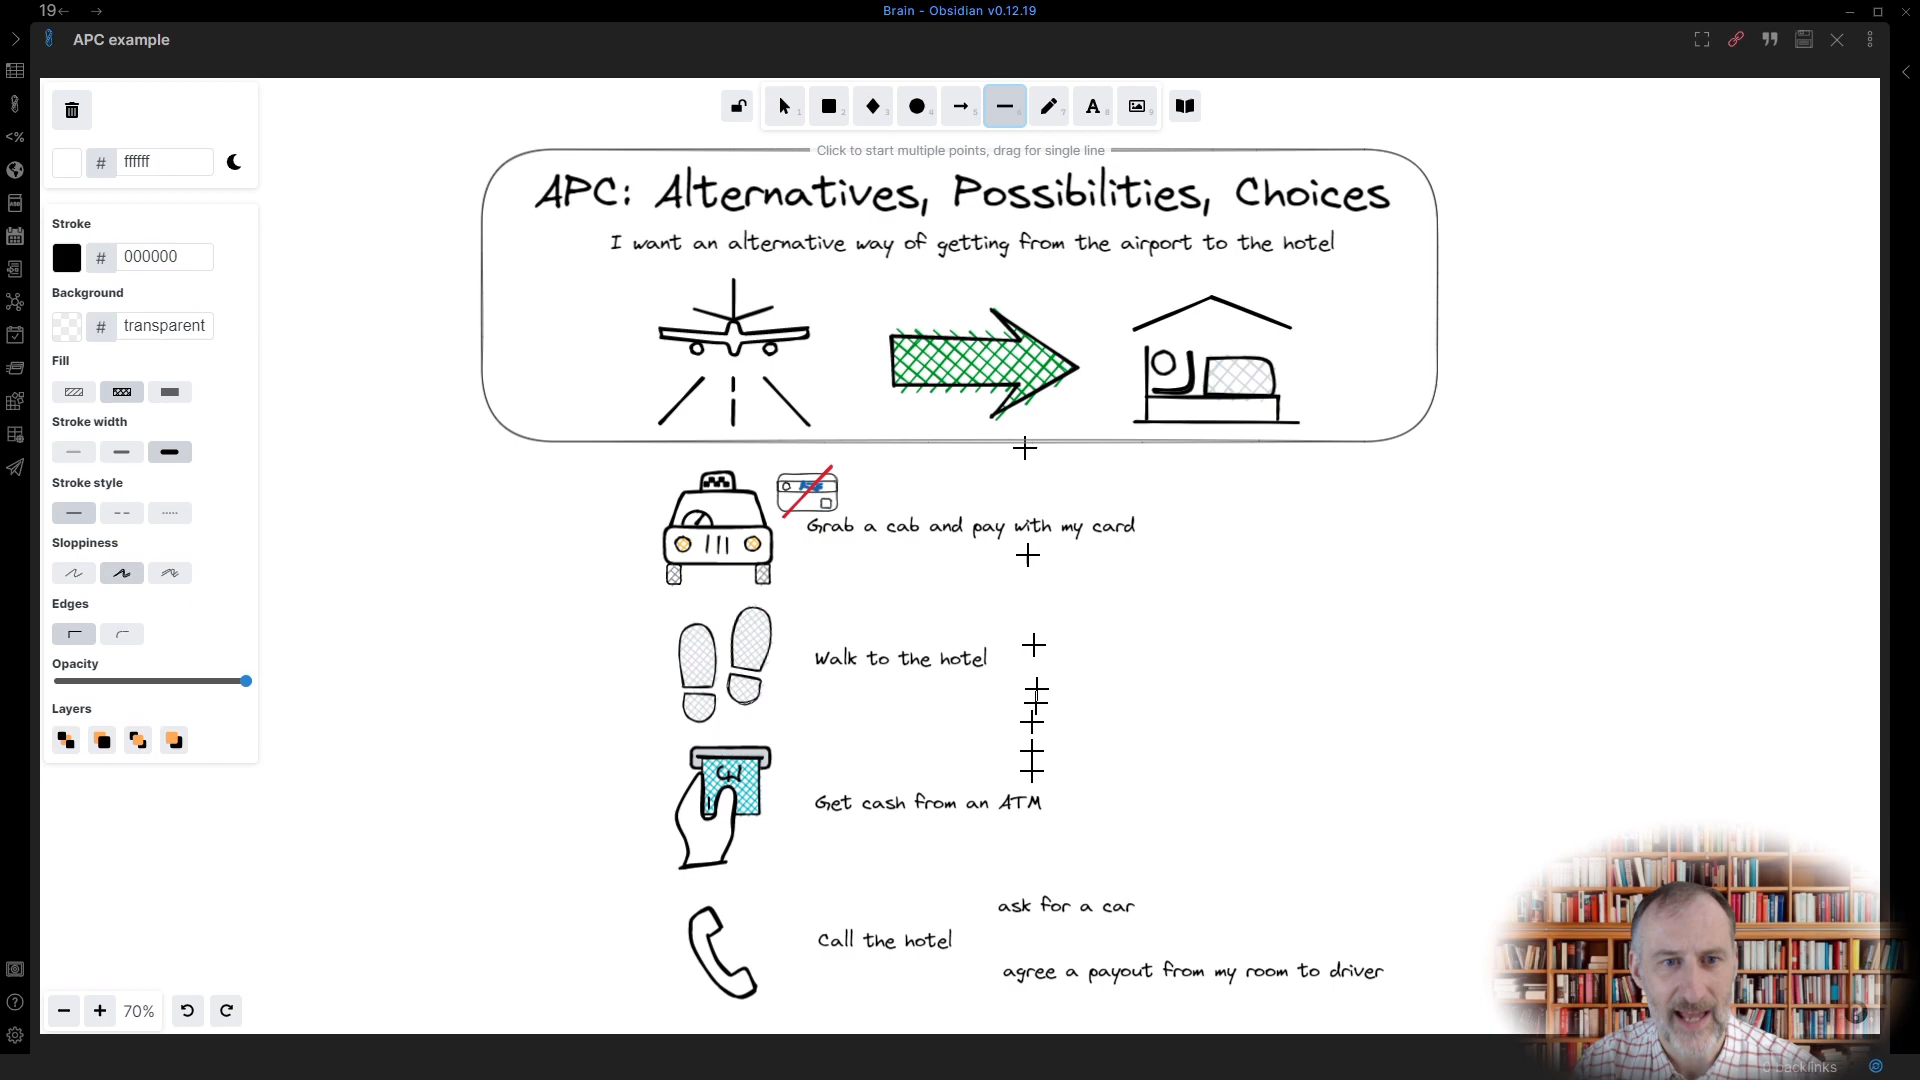 19
Brain - Obsidian v0.12.19
APC example
# ffffff
Click to start multiple points, drag for single line
APC: Alternatives, Possibilities, Choices
I want an alternative way of getting from the airport to the hotel
Stroke
# 000000
Background
# transparent
Fill
Stroke width
Stroke style
Sloppiness
Edges
Opacity
Layers
Grab a cab and pay with my card
Walk to the hotel
Get cash from an ATM
Call the hotel
ask for a car
agree a payout from my room to driver
70%
0 backlinks